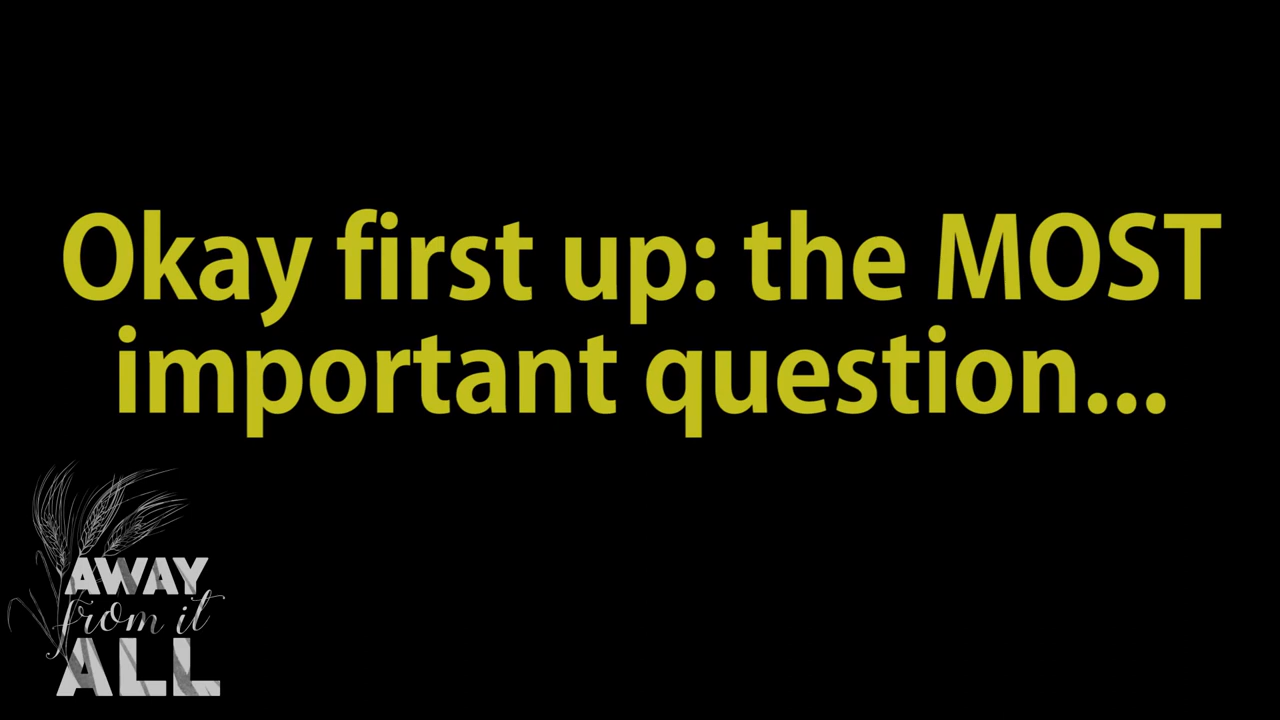 Okay first up: the MOST
important question...
AWAY
from it
ALL